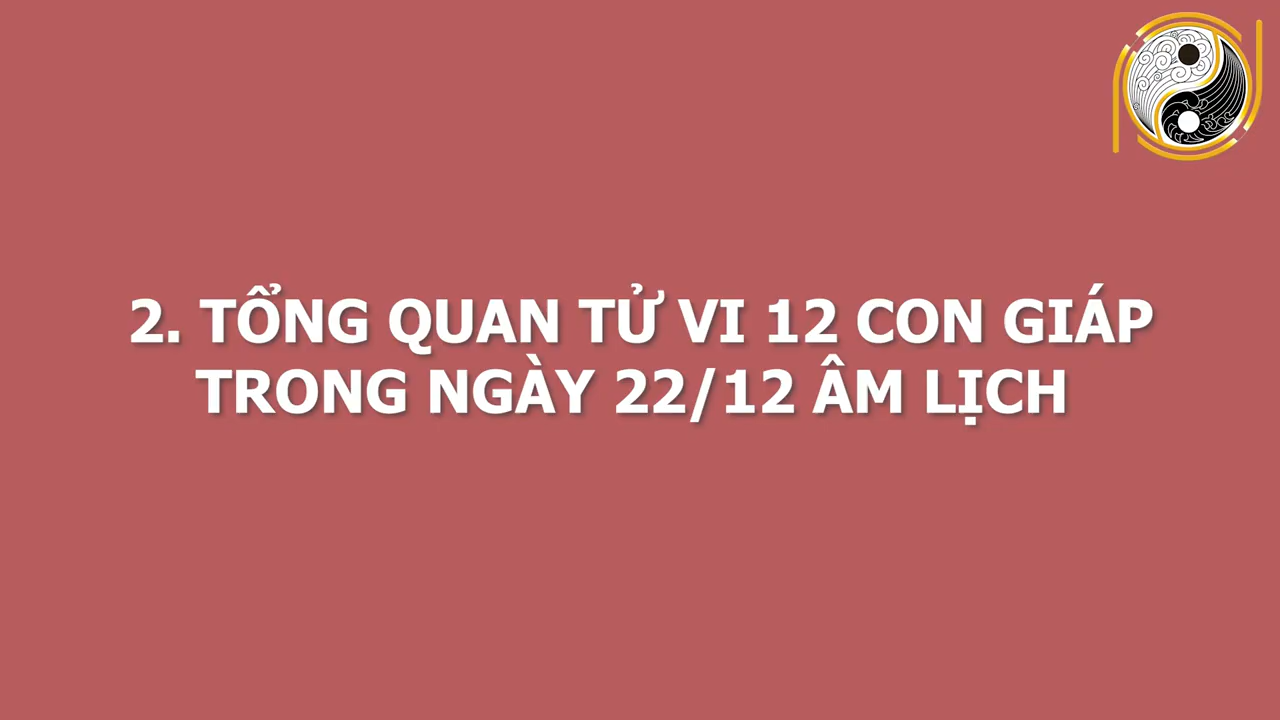 2. TỔNG QUAN TỬ VI 12 CON GIÁP
TRONG NGÀY 22/12 ÂM LỊCH